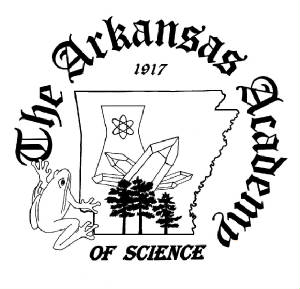 The Arkansas Academy
1917
OF SCIENCE